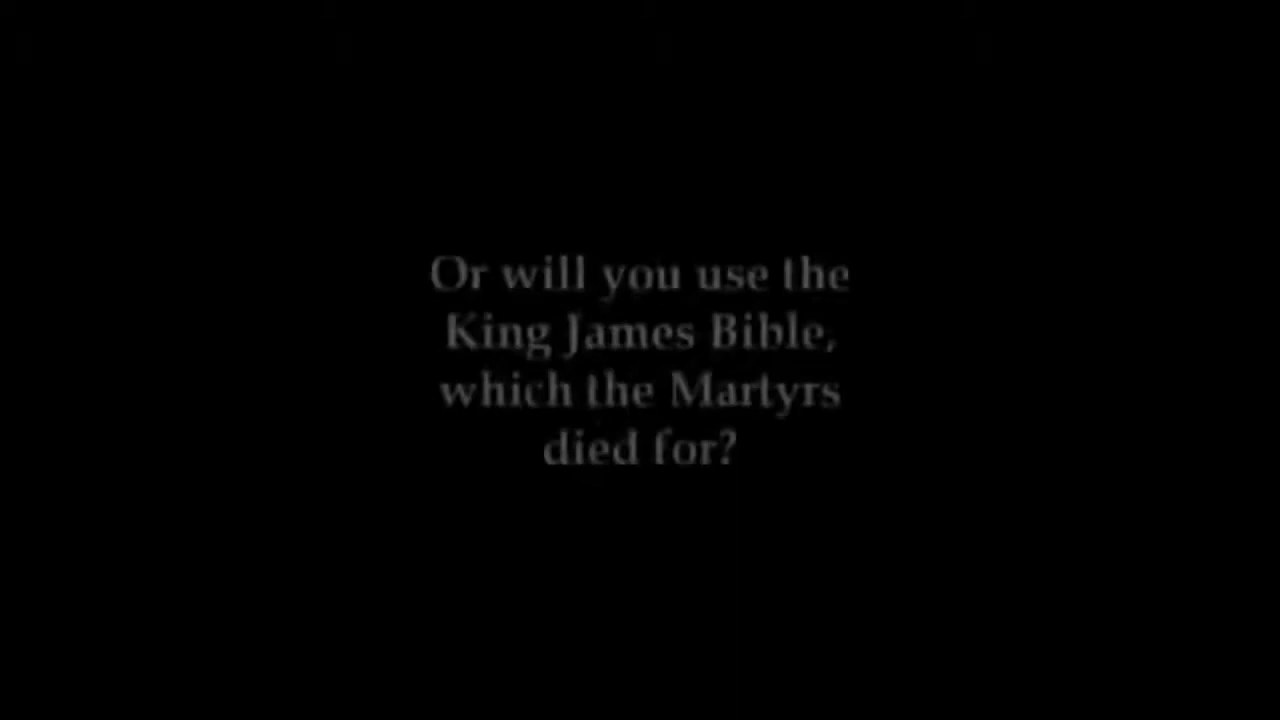 Or will you use the
King James Bible,
which the Martyrs
died for?